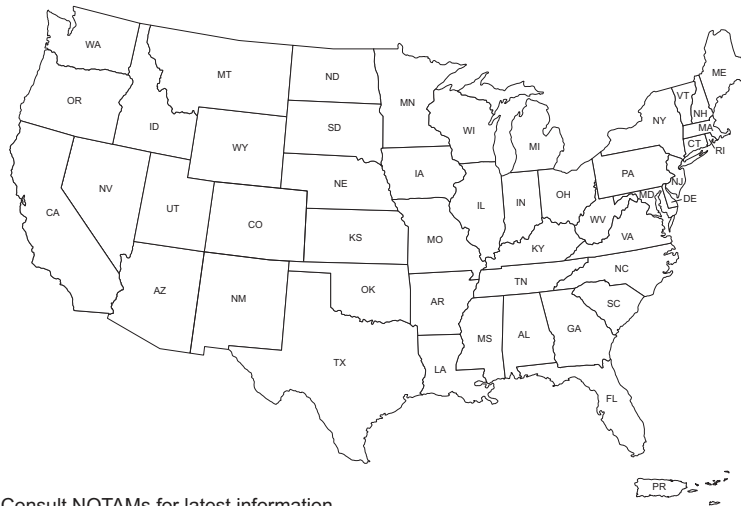 WA
MT
ND
MN
ME
VT
NH
NY
MA
CT
RI
OR
ID
WY
SD
WI
MI
IA
NE
PA
NJ
NV
UT
CO
IL
IN
OH
MD
DE
CA
KS
MO
WV
VA
KY
NC
TN
AZ
NM
OK
AR
SC
MS
AL
GA
TX
LA
FL
PR
Consult NOTAMs for latest information